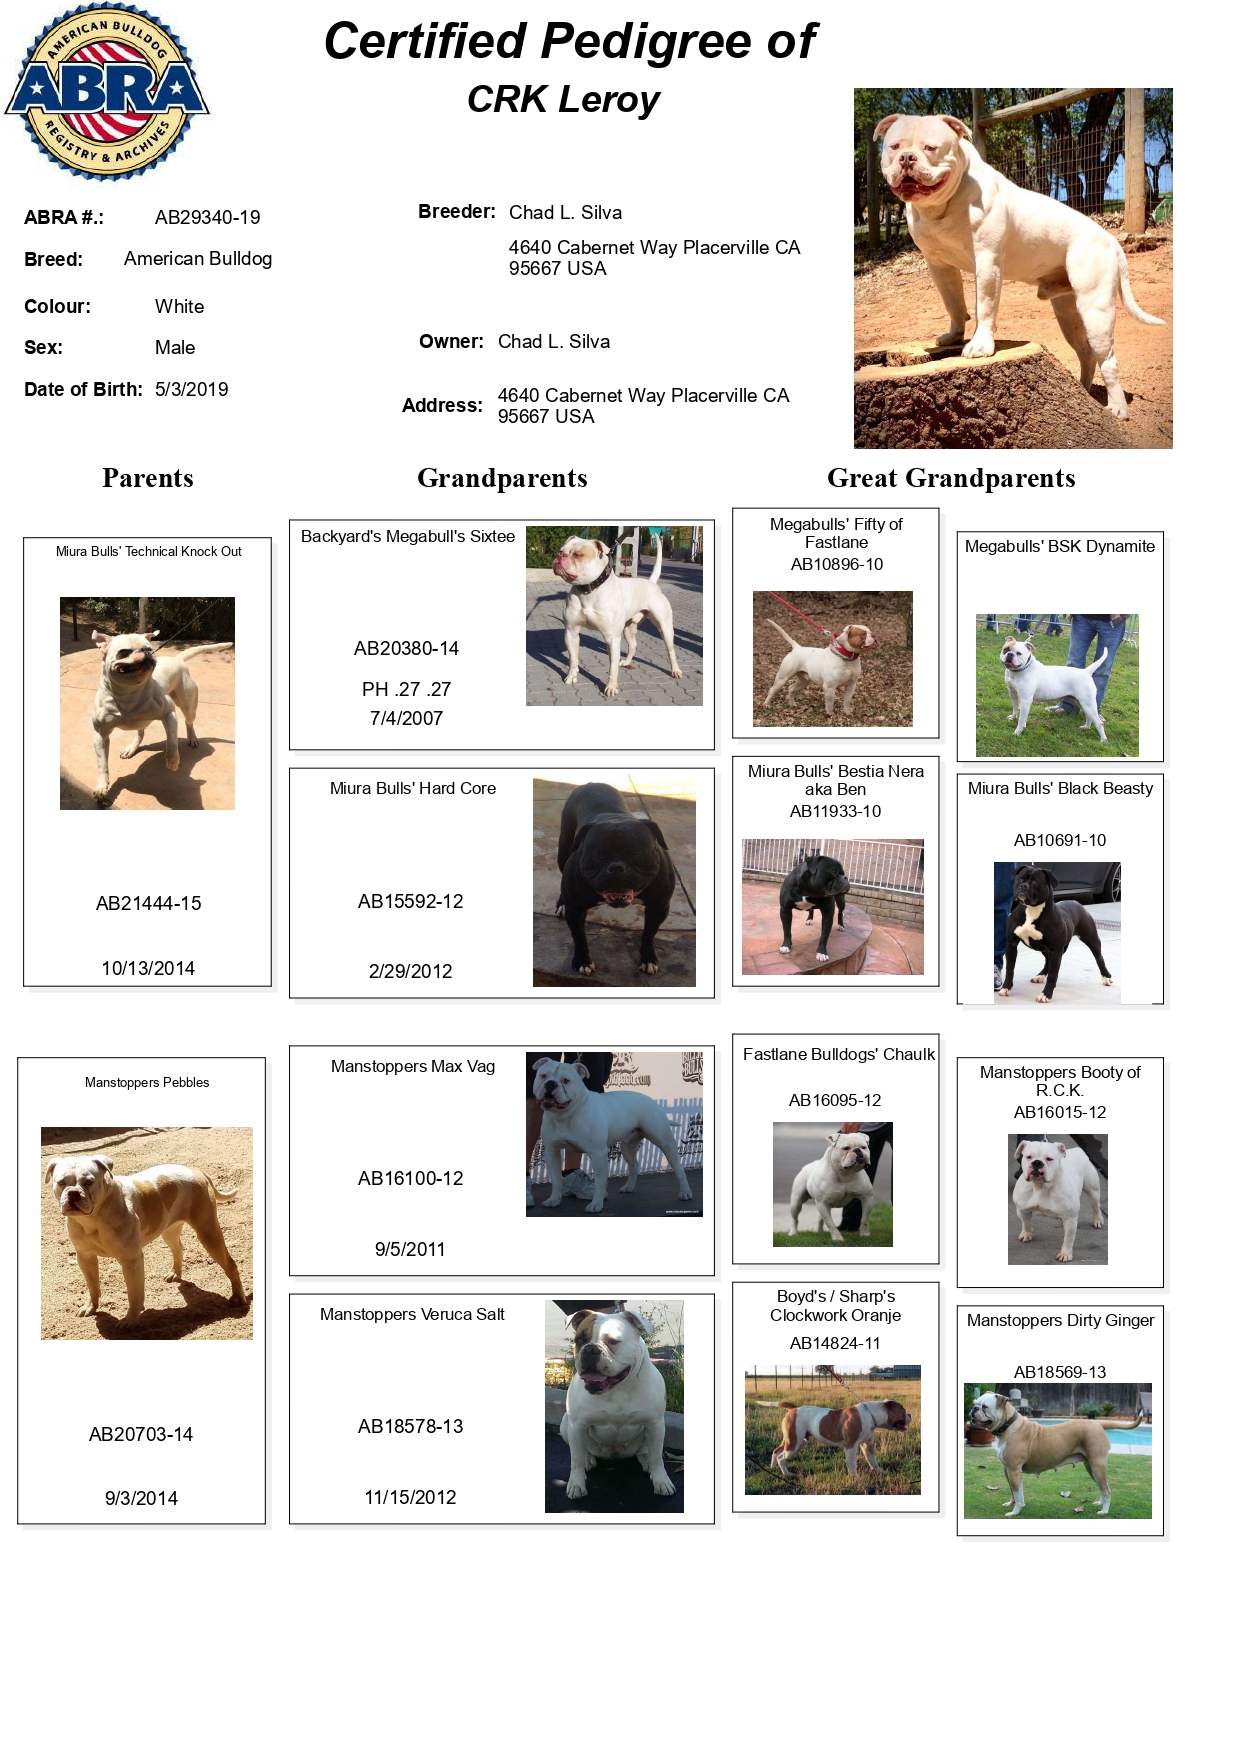 AMERICAN BULLDOG
ABRA
REGISTRY & ARCHIVES
Certified Pedigree of
CRK Leroy
ABRA #.: AB29340-19
Breed: American Bulldog
Colour: White
Sex: Male
Date of Birth: 5/3/2019
Breeder: Chad L. Silva
4640 Cabernet Way Placerville CA
95667 USA
Owner: Chad L. Silva
Address: 4640 Cabernet Way Placerville CA
95667 USA
Parents
Miura Bulls' Technical Knock Out
AB21444-15
10/13/2014
Manstoppers Pebbles
AB20703-14
9/3/2014
Grandparents
Backyard's Megabull's Sixtee
AB20380-14
PH .27 .27
7/4/2007
Miura Bulls' Hard Core
AB15592-12
2/29/2012
Manstoppers Max Vag
AB16100-12
9/5/2011
Manstoppers Veruca Salt
AB18578-13
11/15/2012
Great Grandparents
Megabulls' Fifty of
Fastlane
AB10896-10
Megabulls' BSK Dynamite
Miura Bulls' Bestia Nera
aka Ben
AB11933-10
Miura Bulls' Black Beasty
AB10691-10
Fastlane Bulldogs' Chaulk
AB16095-12
Manstoppers Booty of
R.C.K.
AB16015-12
Boyd's / Sharp's
Clockwork Oranje
AB14824-11
Manstoppers Dirty Ginger
AB18569-13